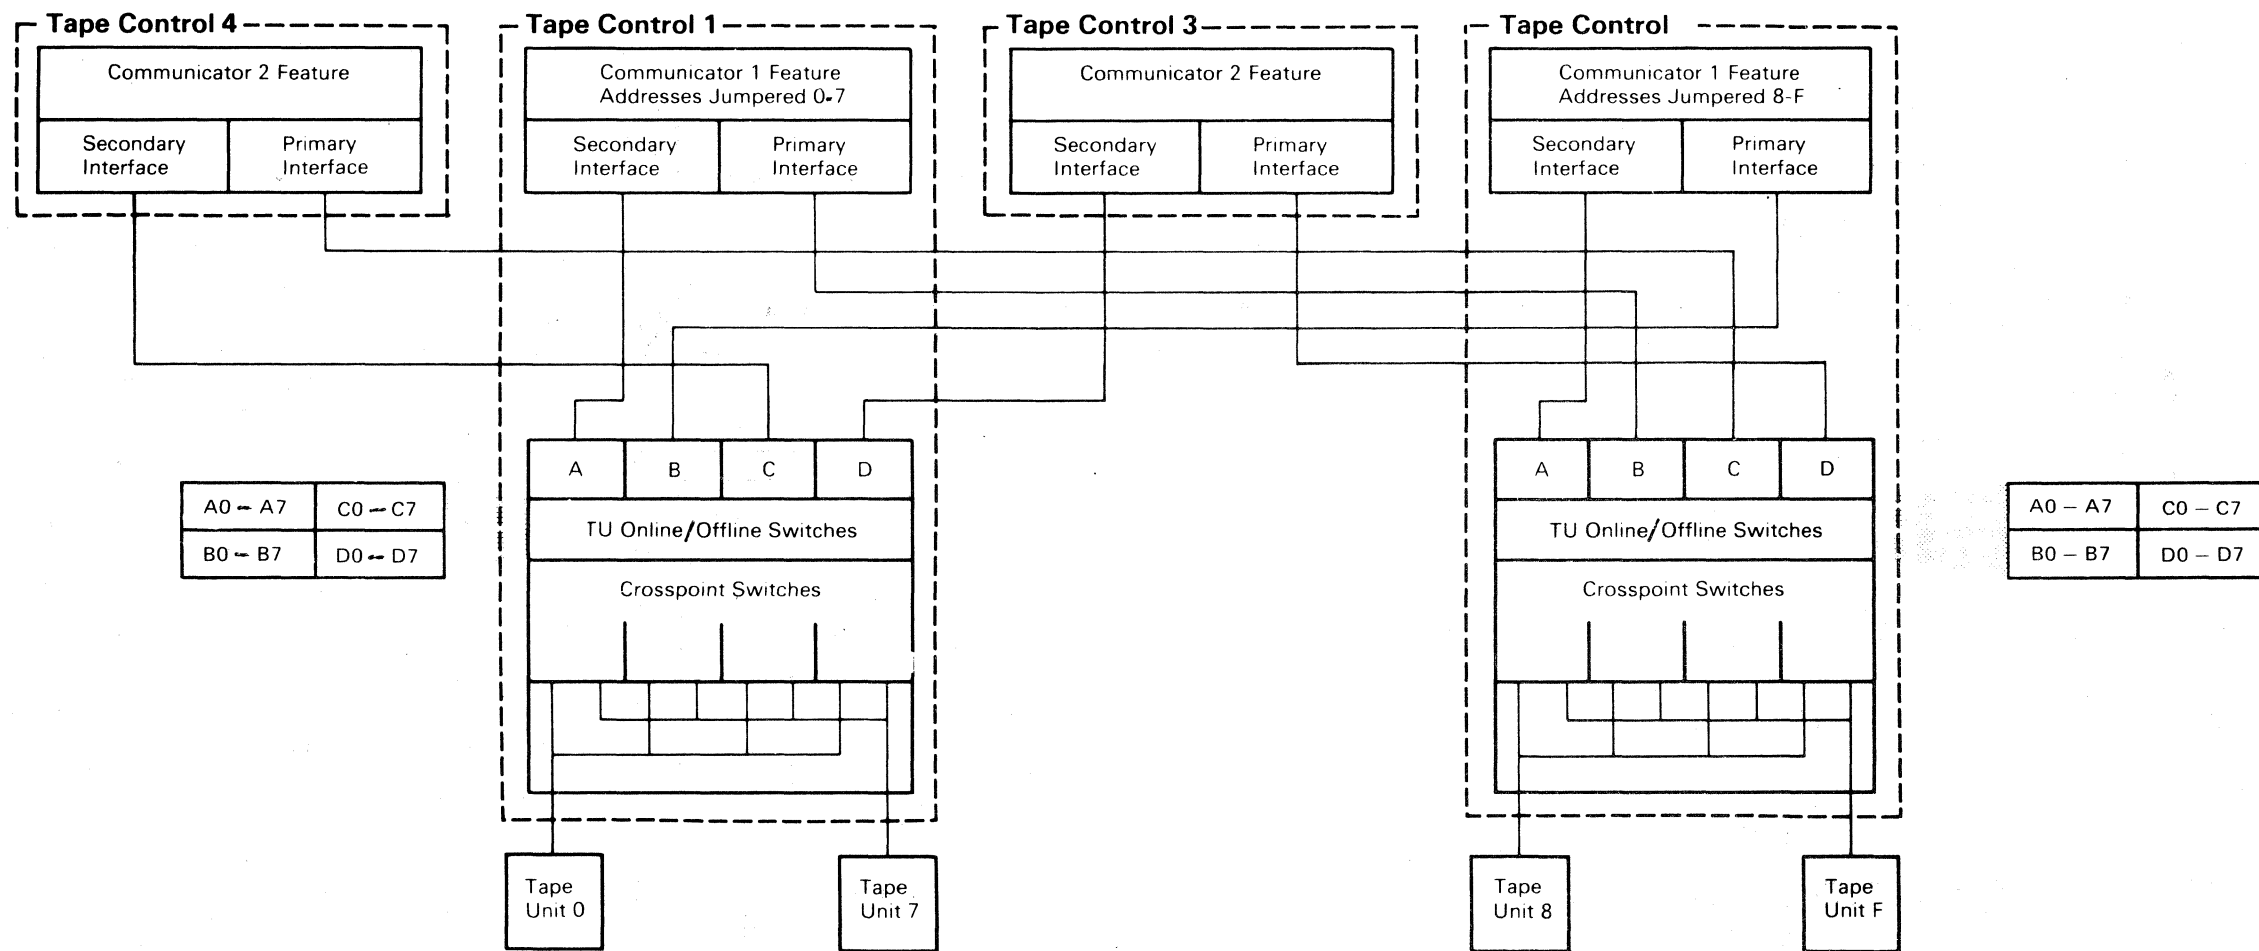 Tape Control 4
Communicator 2 Feature
Secondary
Interface
Primary
Interface
Tape Control 1
Communicator 1 Feature
Addresses Jumpered 0-7
Secondary
Interface
Primary
Interface
Tape Control 3
Communicator 2 Feature
Secondary
Interface
Primary
Interface
Tape Control
Communicator 1 Feature
Addresses Jumpered 8-F
Secondary
Interface
Primary
Interface
A B C D
TU Online/Offline Switches
Crosspoint Switches
A0 – A7 C0 – C7
B0 – B7 D0 – D7
Tape
Unit 0
Tape
Unit 7
A B C D
TU Online/Offline Switches
Crosspoint Switches
A0 – A7 C0 – C7
B0 – B7 D0 – D7
Tape
Unit 8
Tape
Unit F